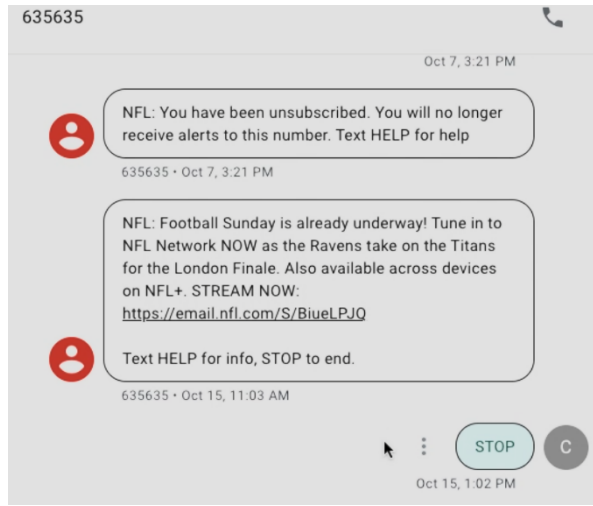 635635
Oct 7, 3:21 PM
NFL: You have been unsubscribed. You will no longer
receive alerts to this number. Text HELP for help
635635 • Oct 7, 3:21 PM
NFL: Football Sunday is already underway! Tune in to
NFL Network NOW as the Ravens take on the Titans
for the London Finale. Also available across devices
on NFL+. STREAM NOW:
https://email.nfl.com/S/BiueLPJQ
Text HELP for info, STOP to end.
635635 • Oct 15, 11:03 AM
STOP
C
Oct 15, 1:02 PM